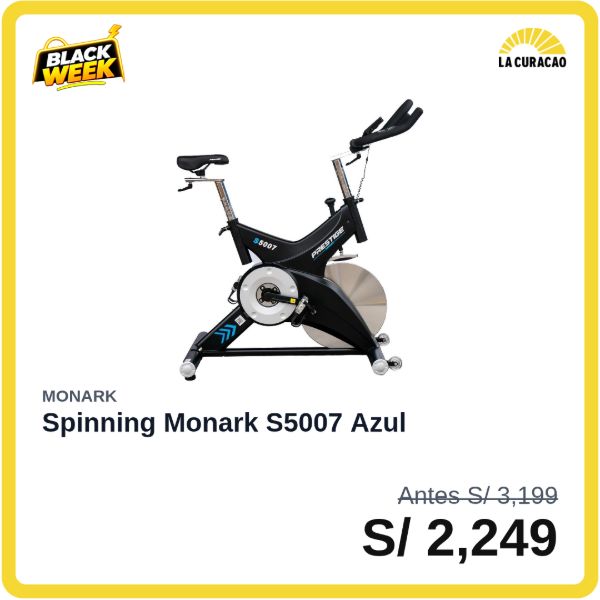 BLACK
WEEK
LA CURACAO
S5007
PRESTIGE
MONARK
Spinning Monark S5007 Azul
Antes S/ 3,199
S/ 2,249